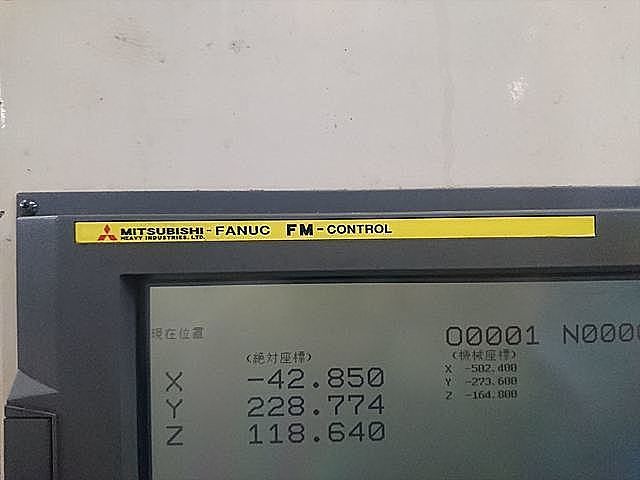 MITSUBISHI-FANUC FM-CONTROL
HEAVY INDUSTRIES, LTD.
現在位置
O0001 N000
(絶対座標)
(機械座標)
X -42.850
Y 228.774
Z 118.640
X -502.400
Y -273.600
Z -164.800